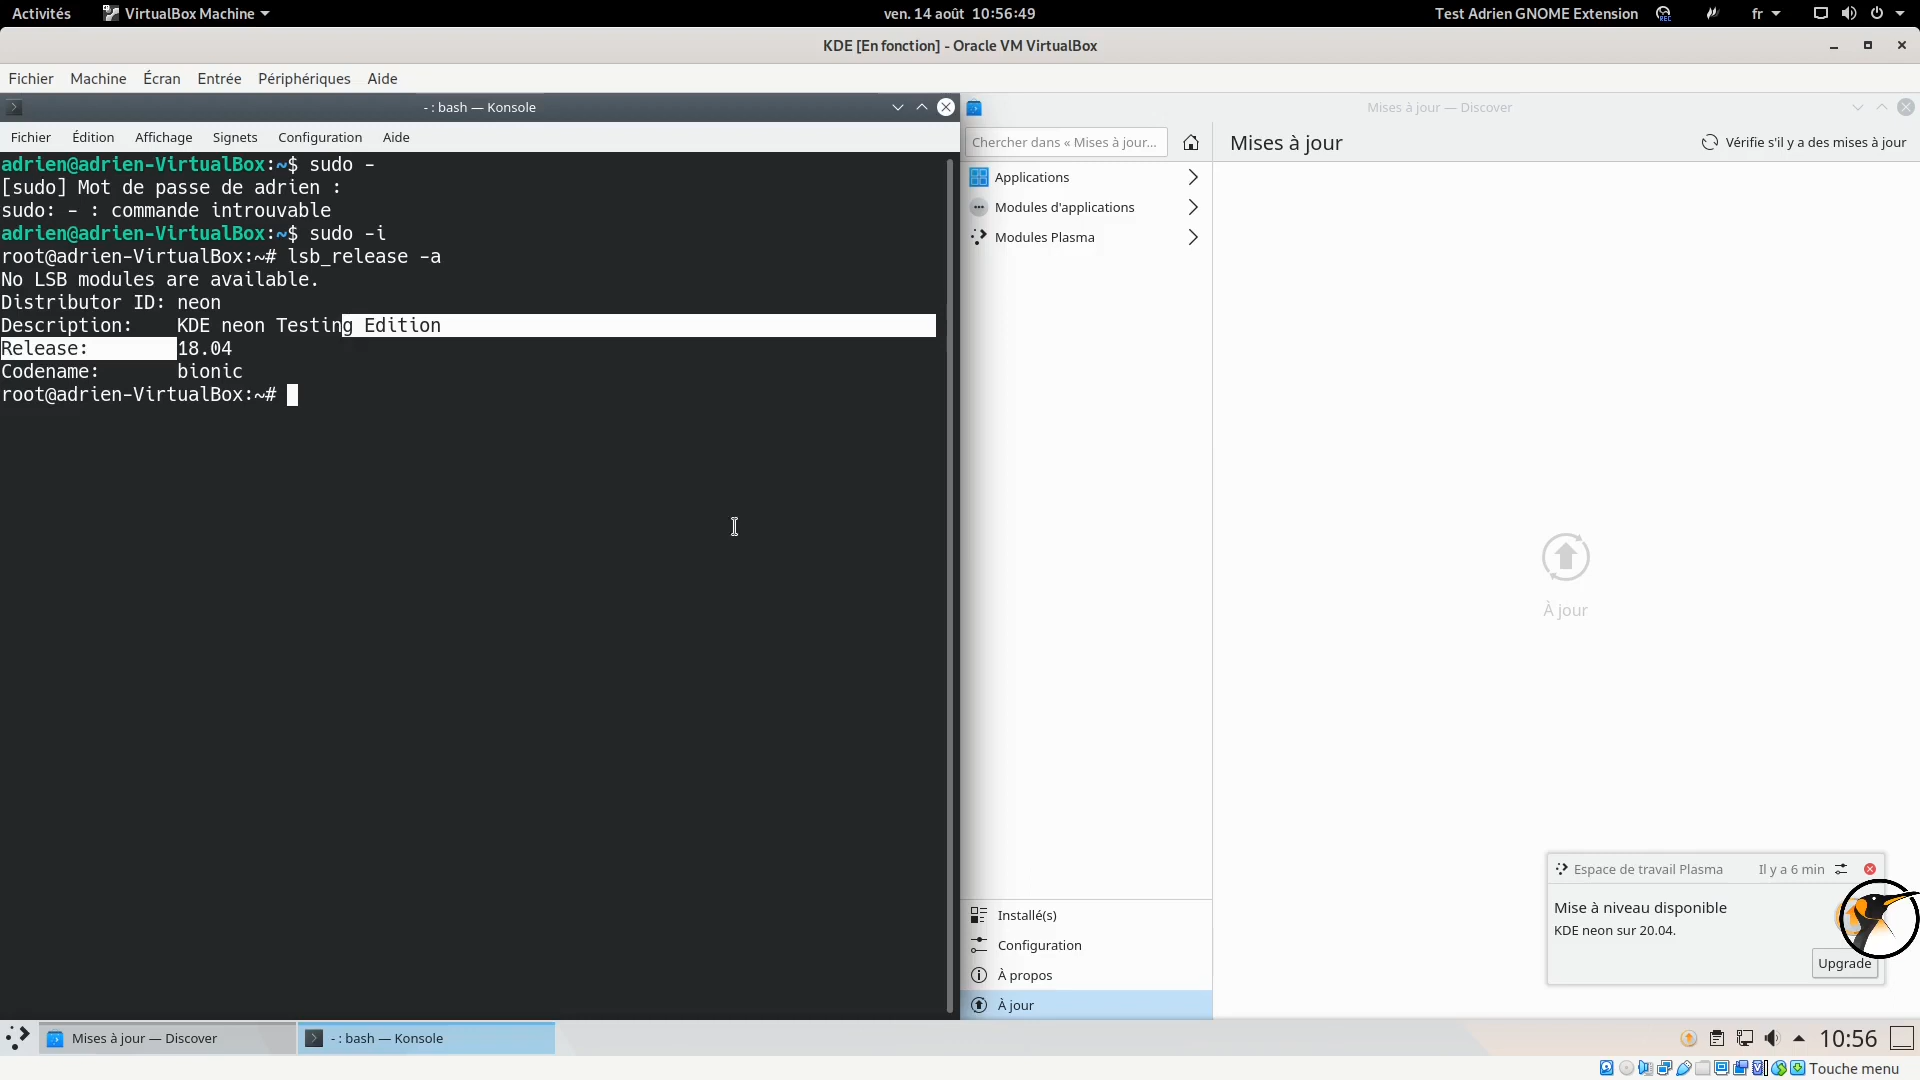 Activités
VirtualBox Machine
ven. 14 août 10:56:49
Test Adrien GNOME Extension
REC
fr
KDE [En fonction] - Oracle VM VirtualBox
Fichier Machine Écran Entrée Périphériques Aide
- : bash — Konsole
Fichier Édition Affichage Signets Configuration Aide
adrien@adrien-VirtualBox:~$ sudo -
[sudo] Mot de passe de adrien :
sudo: - : commande introuvable
adrien@adrien-VirtualBox:~$ sudo -i
root@adrien-VirtualBox:~# lsb_release -a
No LSB modules are available.
Distributor ID: neon
Description: KDE neon Testing Edition
Release: 18.04
Codename: bionic
root@adrien-VirtualBox:~#
Mises à jour — Discover
Chercher dans « Mises à jour...
Mises à jour
Vérifie s'il y a des mises à jour
Applications
Modules d'applications
Modules Plasma
À jour
Installé(s)
Configuration
À propos
À jour
Espace de travail Plasma
Il y a 6 min
Mise à niveau disponible
KDE neon sur 20.04.
Upgrade
Mises à jour — Discover
- : bash — Konsole
10:56
Touche menu